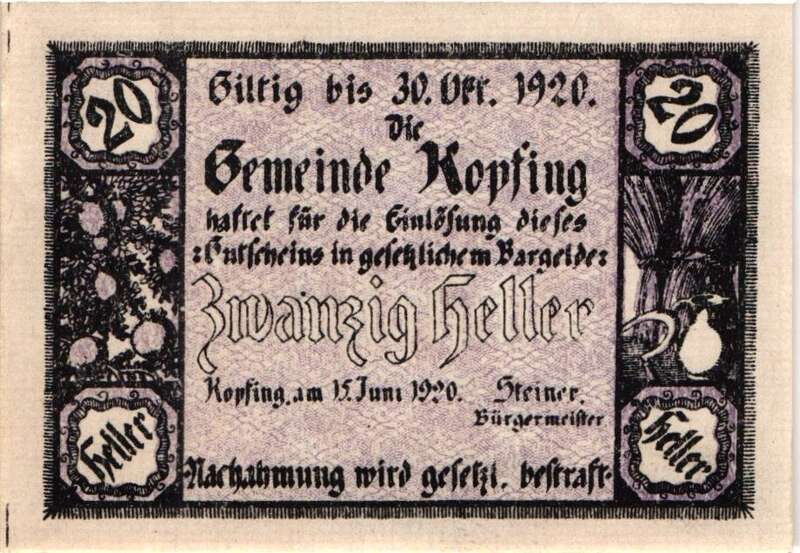 20
20
Giltig bis 30. Okt. 1920.
Die
Gemeinde Kopfing
haftet für die Einlösung dieses
:Gutscheins in gesetzlichem Bargelde:
Zwanzig Heller
Kopfing, am 15. Juni 1920. Steiner.
Bürgermeister
Heller
Heller
Nachahmung wird gesetzl. bestraft.